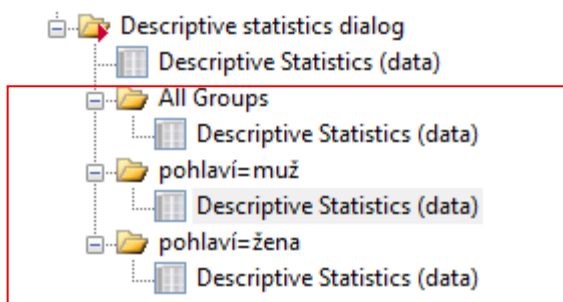 Descriptive statistics dialog
Descriptive Statistics (data)
All Groups
Descriptive Statistics (data)
pohlaví=muž
Descriptive Statistics (data)
pohlaví=žena
Descriptive Statistics (data)